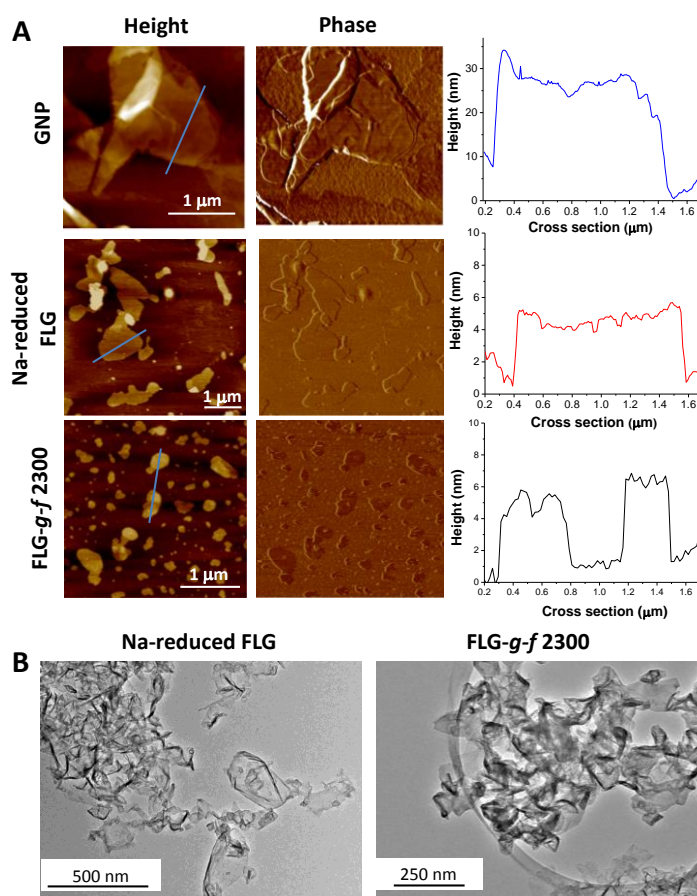 A
Height
Phase
GNP
1 µm
Height (nm)
30
20
10
0
0.2 0.4 0.6 0.8 1.0 1.2 1.4 1.6
Cross section (µm)
Na-reduced
FLG
1 µm
Height (nm)
10
8
6
4
2
0
0.2 0.4 0.6 0.8 1.0 1.2 1.4 1.6
Cross section (µm)
FLG-g-f 2300
1 µm
Height (nm)
10
8
6
4
2
0
0.2 0.4 0.6 0.8 1.0 1.2 1.4 1.6
Cross section (µm)
B
Na-reduced FLG
FLG-g-f 2300
500 nm
250 nm